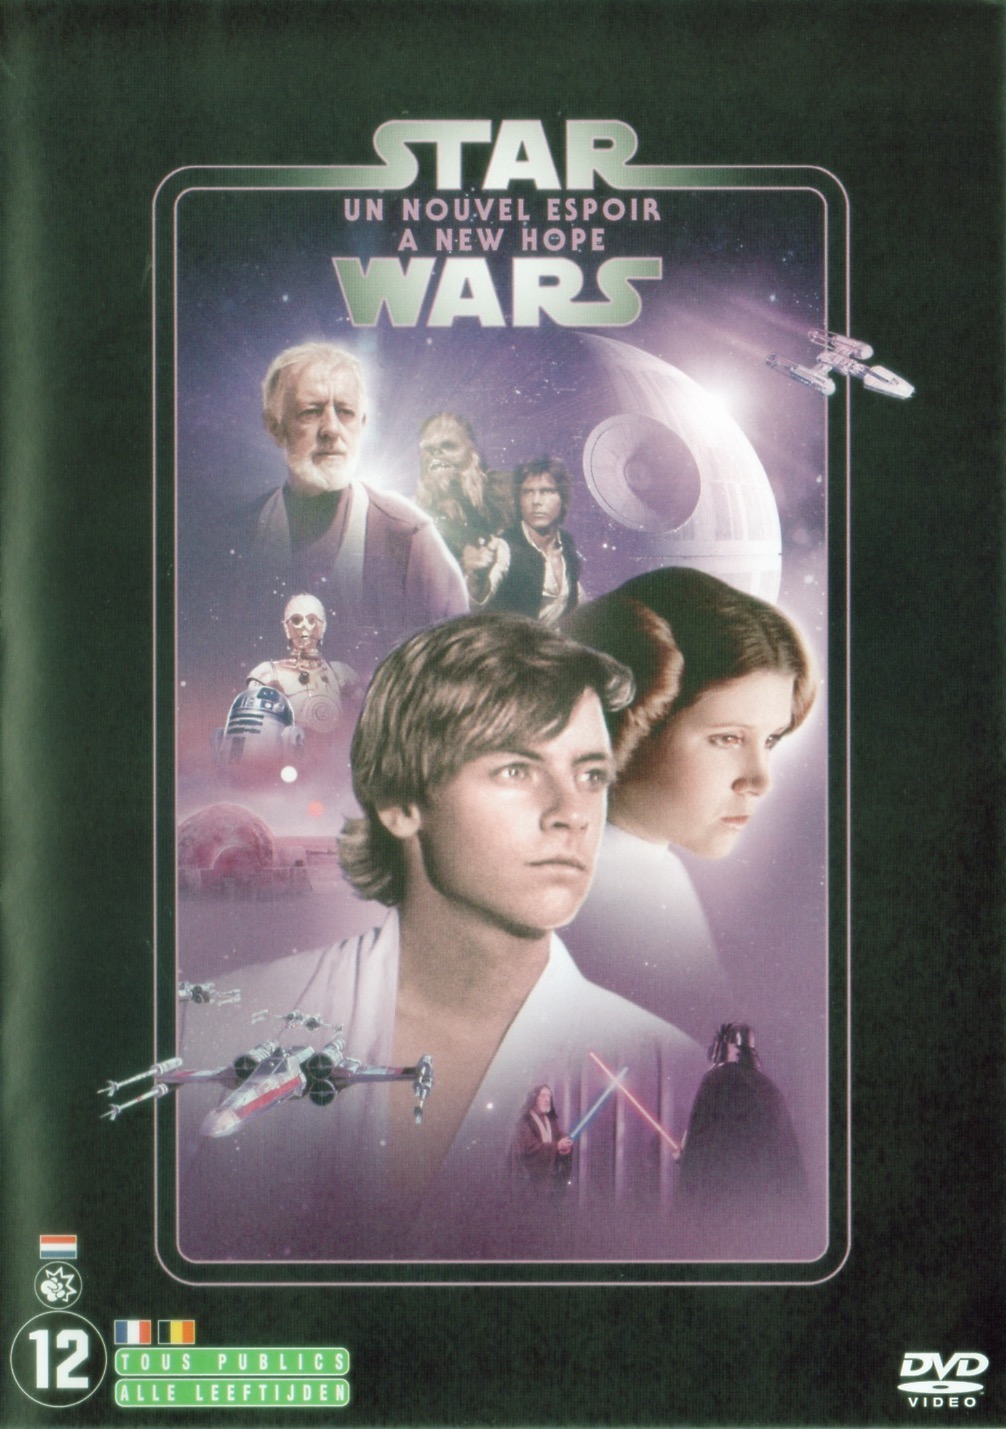 STAR
UN NOUVEL ESPOIR
A NEW HOPE
WARS
12
TOUS PUBLICS
ALLE LEEFTIJDEN
DVD
VIDEO